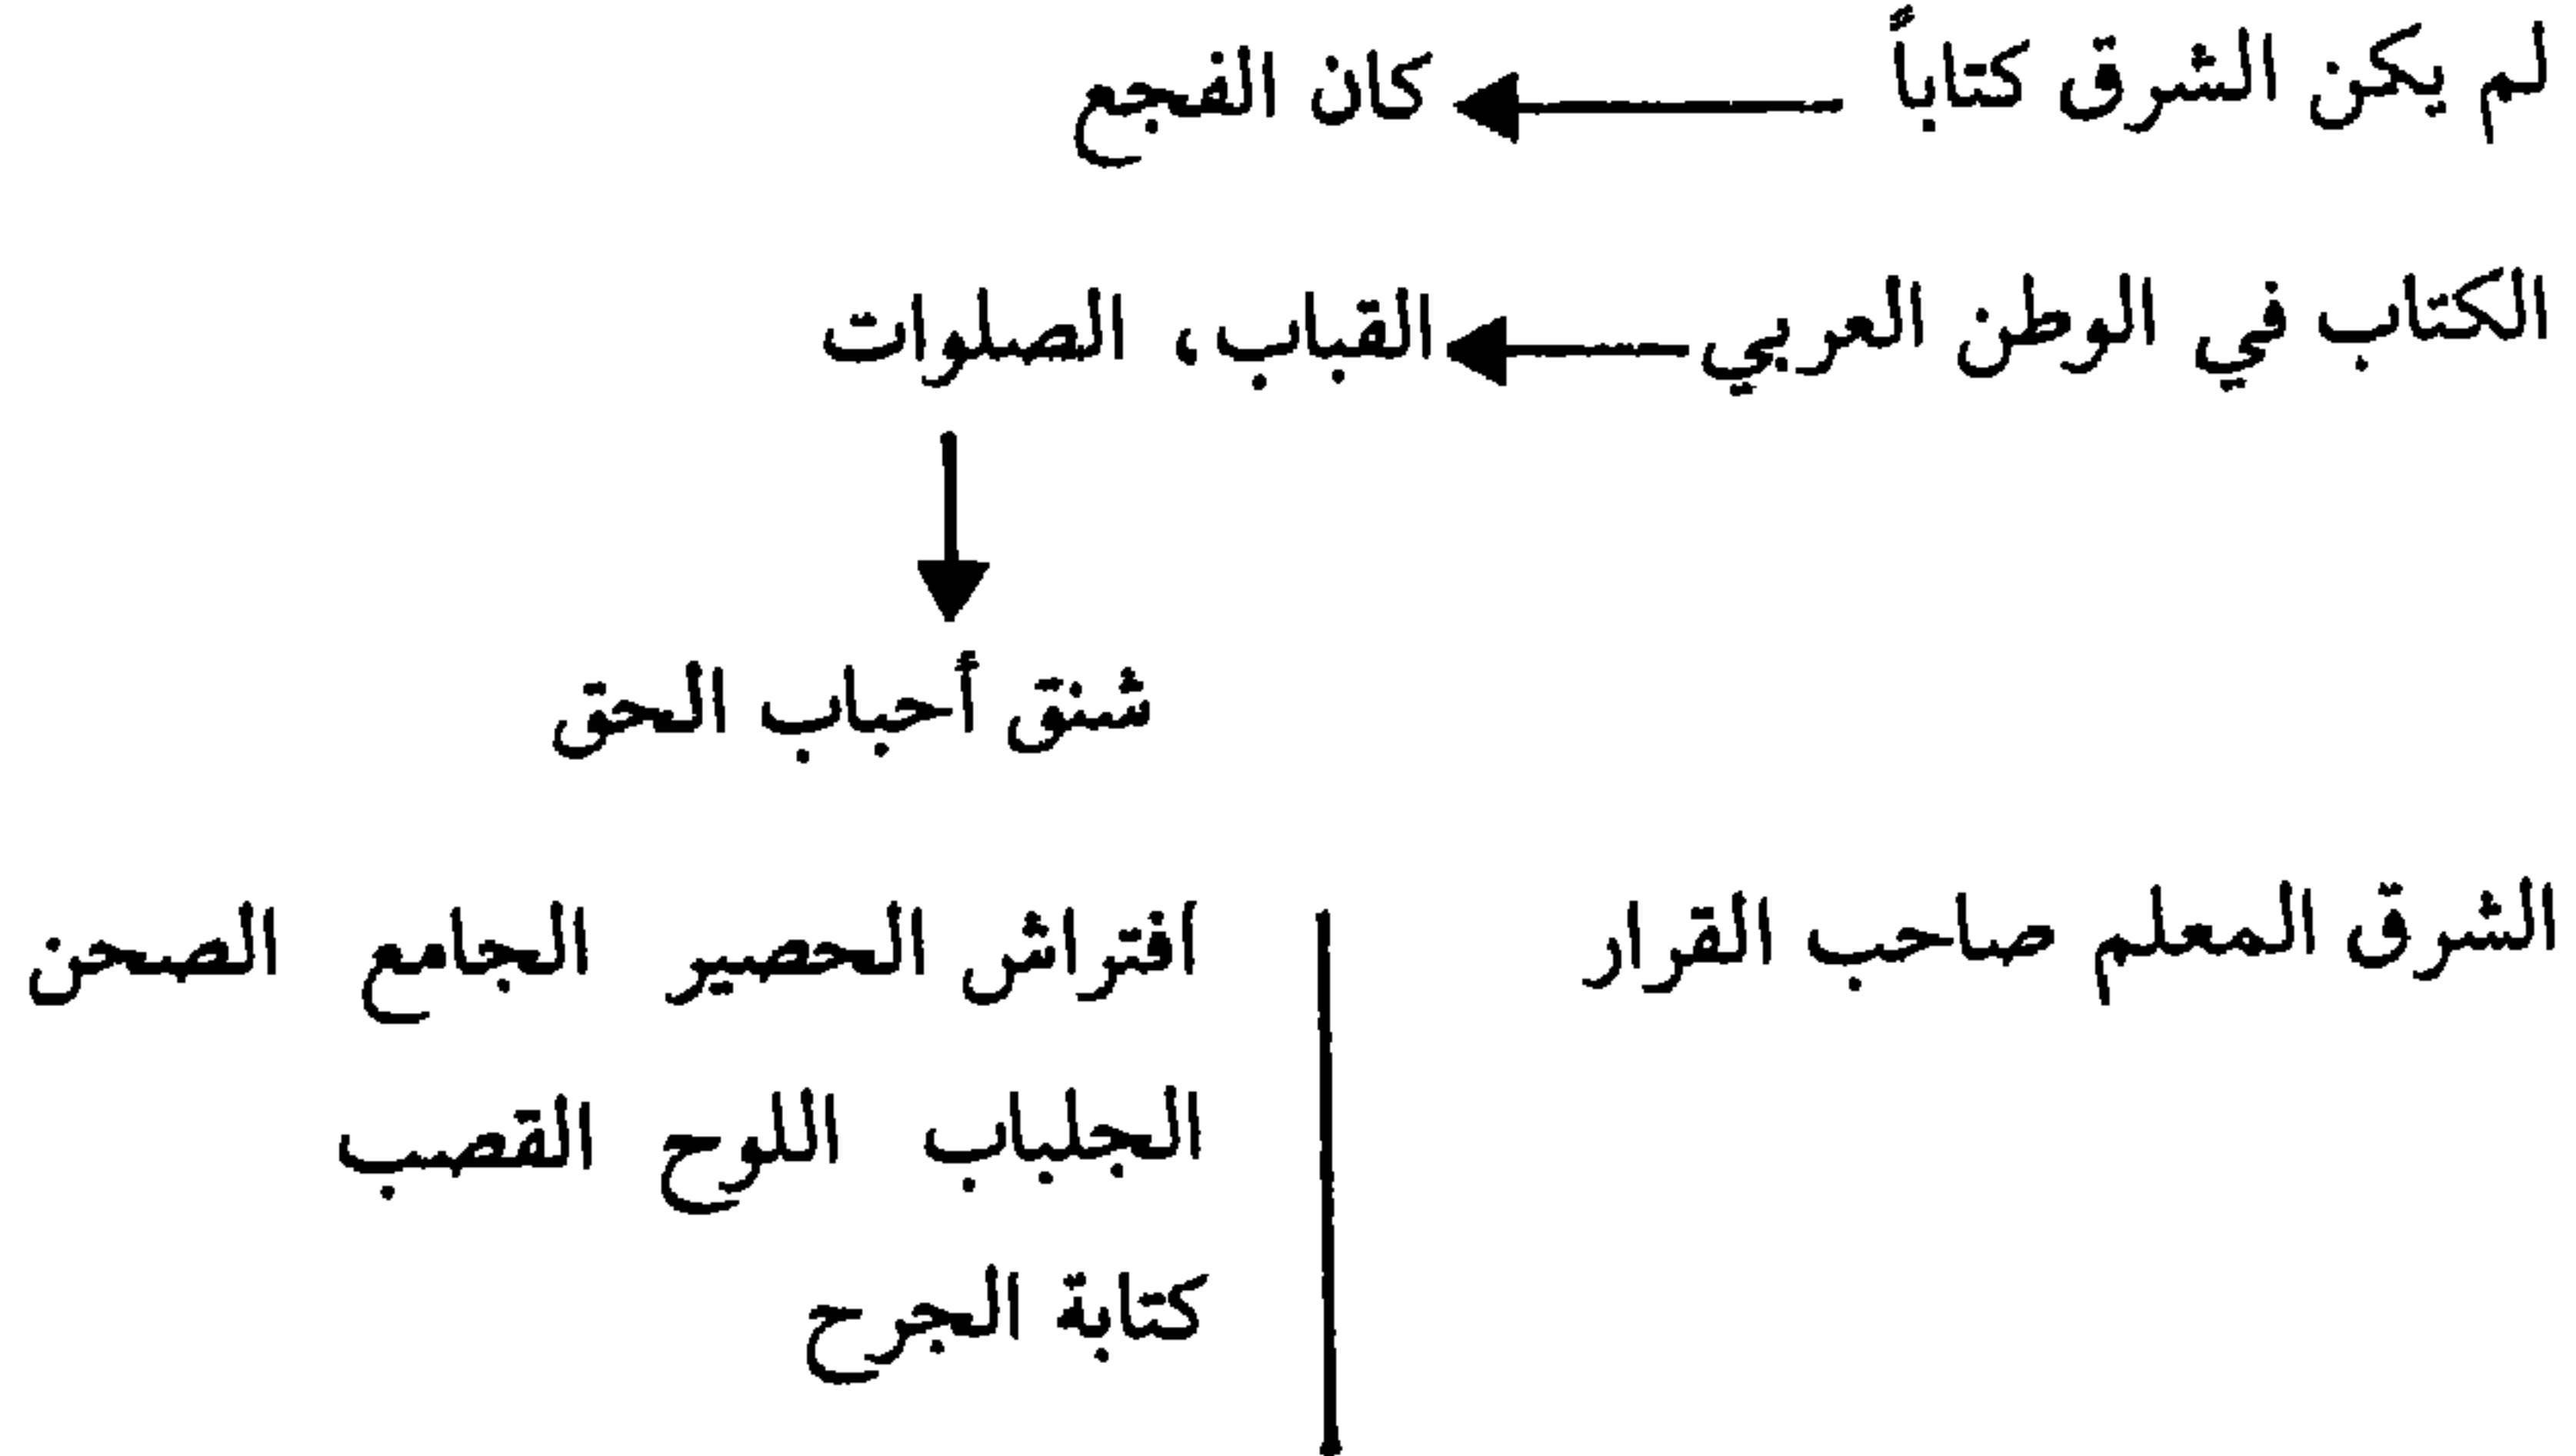 لم يكن الشرق كتاباً ← كان الفجع
الكتاب في الوطن العربي ← القباب، الصلوات
↓
شنق أحباب الحق
الشرق المعلم صاحب القرار | افتراش الحصير الجامع الصحن
الجلباب اللوح القصب
كتابة الجرح